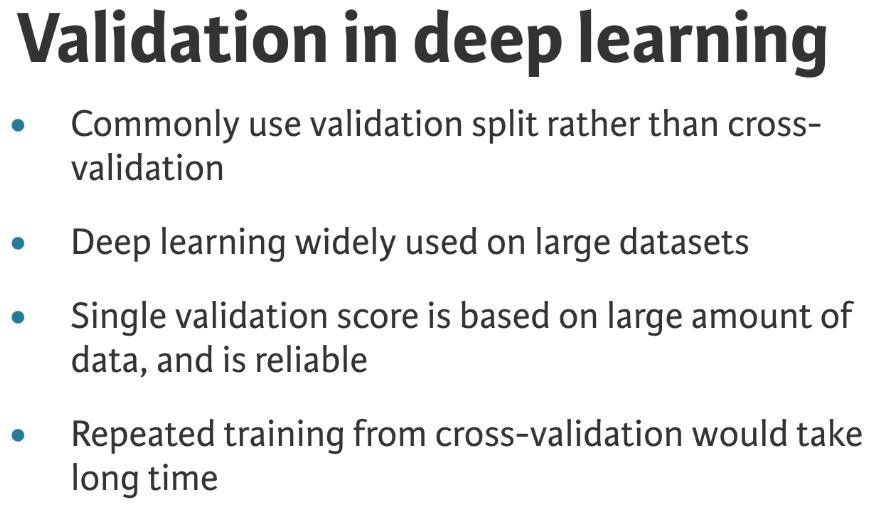 Validation in deep learning
• Commonly use validation split rather than cross-
validation
• Deep learning widely used on large datasets
• Single validation score is based on large amount of
data, and is reliable
• Repeated training from cross-validation would take
long time